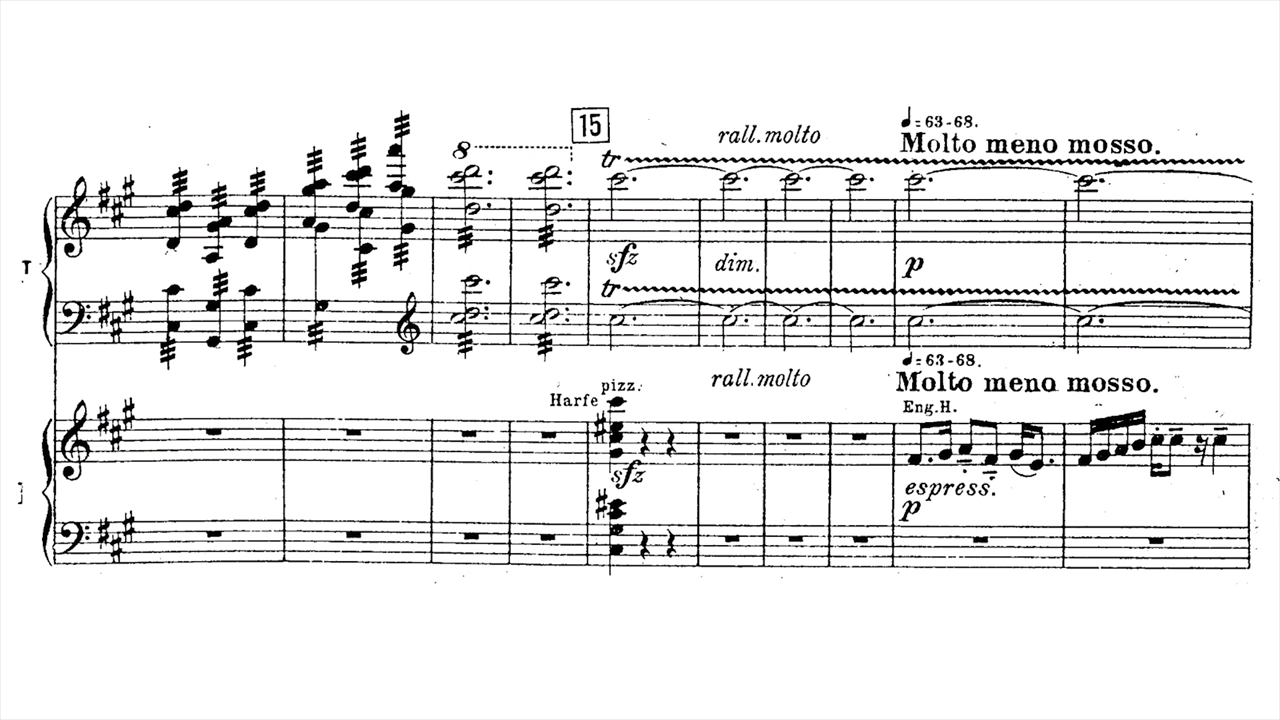 8
15
tr
rall. molto
♩=63-68.
Molto meno mosso.
T
sfz
dim.
p
tr
rall. molto
♩=63-68.
Molto meno mosso.
Harfe
pizz.
Eng.H.
sfz
espress.
p